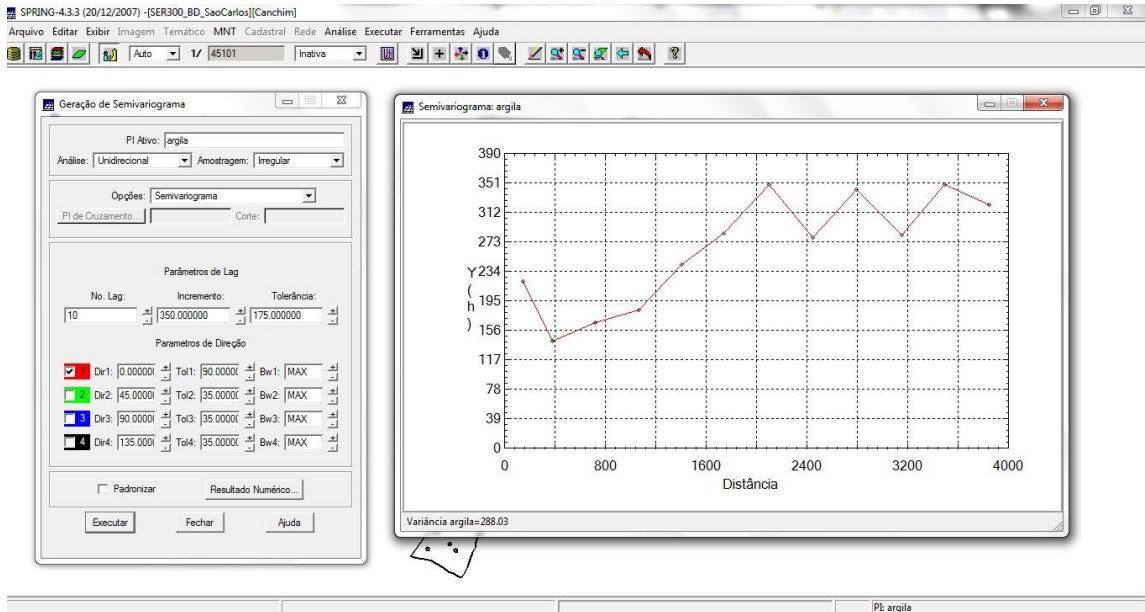 SPRING-4.3.3 (20/12/2007) -[SER300_BD_SaoCarlos][Canchim]
Arquivo Editar Exibir Imagem Temático MNT Cadastral Rede Análise Executar Ferramentas Ajuda
Auto 1/ 45101 Inativa
Geração de Semivariograma
PI Ativo: argila
Análise: Unidirecional Amostragem: Irregular
Opções: Semivariograma
PI de Cruzamento... Corte:
Parâmetros de Lag
No. Lag: Incremento: Tolerância:
10 350.000000 175.000000
Parametros de Direção
1 Dir1: 0.00000( Tol1: 90.0000( Bw1: MAX
2 Dir2: 45.0000( Tol2: 35.0000( Bw2: MAX
3 Dir3: 90.0000( Tol3: 35.0000( Bw3: MAX
4 Dir4: 135.000( Tol4: 35.0000( Bw4: MAX
Padronizar Resultado Numérico...
Executar Fechar Ajuda
Semivariograma: argila
390
351
312
273
234
195
156
117
78
39
0
Y(h)
0 800 1600 2400 3200 4000
Distância
Variância argila=288.03
PI: argila